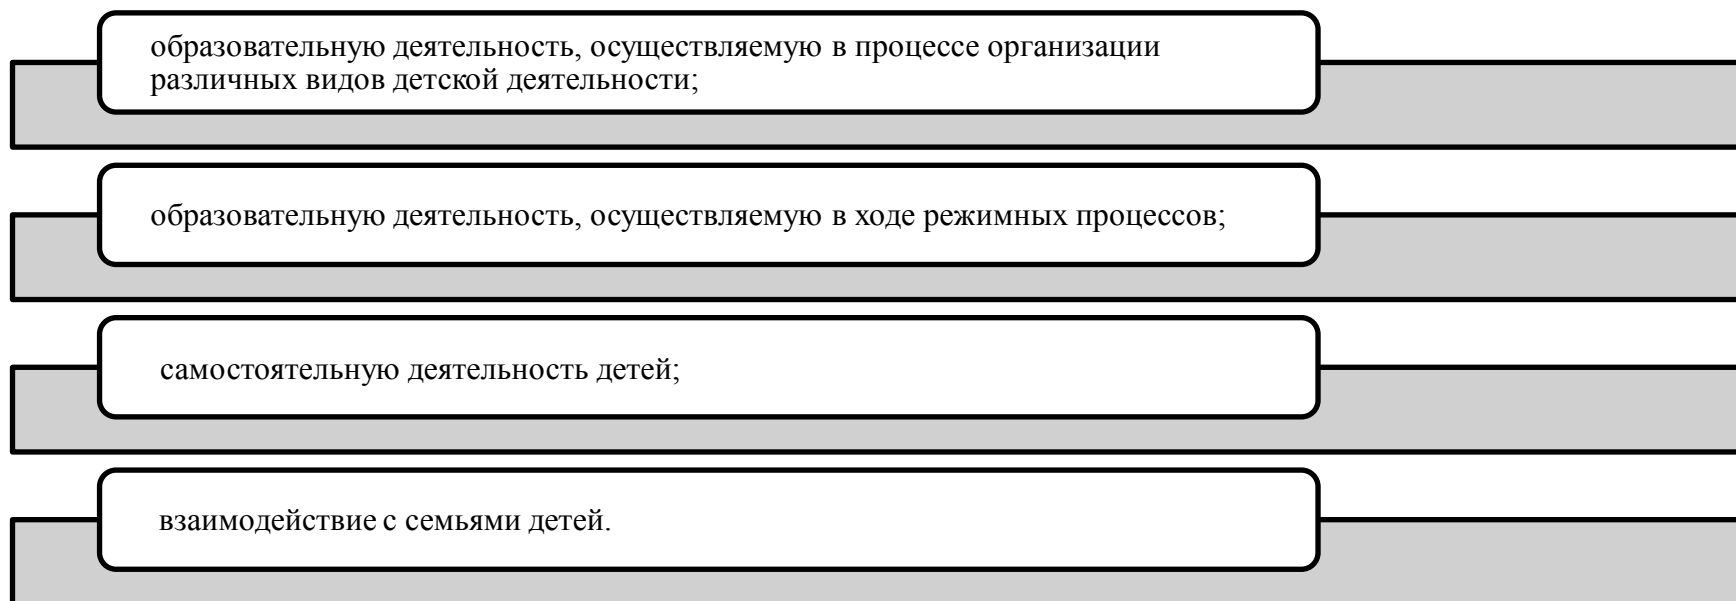 образовательную деятельность, осуществляемую в процессе организации
различных видов детской деятельности;
образовательную деятельность, осуществляемую в ходе режимных процессов;
самостоятельную деятельность детей;
взаимодействие с семьями детей.